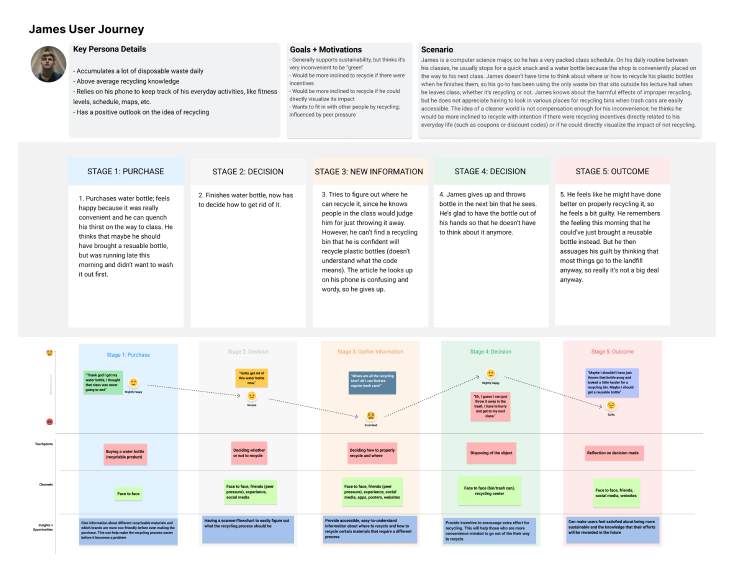 James User Journey
Key Persona Details
- Accumulates a lot of disposable waste daily
- Above average recycling knowledge
- Relies on his phone to keep track of his everyday activities, like fitness
levels, schedule, maps, etc.
- Has a positive outlook on the idea of recycling
Goals + Motivations
- Generally supports sustainability, but thinks it's
very inconvenient to be "green"
- Would be more inclined to recycle if there were
incentives
- Would be more inclined to recycle if he could
directly visualize its impact
- Wants to fit in with other people by recycling;
influenced by peer pressure
Scenario
James is a computer science major, so he has a very packed class schedule. On his daily routine between
his classes, he usually stops for a quick snack and a water bottle because the shop is conveniently placed on
the way to his next class. James doesn't have time to think about where or how to recycle his plastic bottles
when he finishes them, so his go-to has been using the only waste bin that sits outside his lecture hall when
he leaves class, whether it's recycling or not. James knows about the harmful effects of improper recycling,
but he does not appreciate having to look in various places for recycling bins when trash cans are easily
accessible. The idea of a cleaner world is not compensation enough for his inconvenience; he thinks he
would be more inclined to recycle with intention if there were recycling incentives directly related to his
everyday life (such as coupons or discount codes) or if he could directly visualize the impact of not recycling.
STAGE 1: PURCHASE
1. Purchases water bottle; feels
happy because it was really
convenient and he can quench
his thirst on the way to class. He
thinks that maybe he should
have brought a resuable bottle,
but was running late this
morning and didn't want to wash
it out first.
STAGE 2: DECISION
2. Finishes water bottle, now has
to decide how to get rid of it.
STAGE 3: NEW INFORMATION
3. Tries to figure out where he
can recycle it, since he knows
people in the class would judge
him for just throwing it away.
However, he can't find a recycling
bin that he is confident will
recycle plastic bottles (doesn't
understand what the code
means). The article he looks up
on his phone is confusing and
wordy, so he gives up.
STAGE 4: DECISION
4. James gives up and throws
bottle in the next bin that he sees.
He's glad to have the bottle out of
his hands so that he doesn't have
to think about it anymore.
STAGE 5: OUTCOME
5. He feels like he might have done
better on properly recycling it, so
he feels a bit guilty. He remembers
the feeling this morning that he
could've just brought a reusable
bottle instead. But he then
assuages his guilt by thinking that
most things go to the landfill
anyway, so really it's not a big deal
anyway.
Stage 1: Purchase
Stage 2: Decision
Stage 3: Gather Information
Stage 4: Decision
Stage 5: Outcome
"Thank god I got my
water bottle, I thought
that class was never
going to end"
Slightly Happy
"Gotta get rid of
this water bottle
now."
Neutral
"Where are all the recycling
bins? All I can find are
regular trash cans!"
Frustrated
Slightly Happy
"Eh, I guess I can just
throw it away in the
trash. I have to hurry
and get to my next
class."
"Maybe I shouldn't have just
thrown that bottle away and
looked a little harder for a
recycling bin. Maybe I should
get a reusable bottle"
Guilty
Touchpoints
Buying a water bottle
(recyclable product)
Deciding whether
or not to recycle
Deciding how to properly
recycle and where
Disposing of the object
Reflection on decision made
Channels
Face to face
Face to face, friends (peer
pressure), experience,
social media
Face to face, friends (peer
pressure), experience, social
media, apps, posters, websites
Face to face (bin/trash can),
recycling center
Face to face, friends,
social media, websites
Insights +
Opportunities
Give information about different recycleable materials and
which brands are more eco-friendly before even making the
purchase. This can help make the recycling process easier
before it becomes a problem
Having a scanner/flowchart to easily figure out
what the recycling process should be
Provide accessible, easy-to-understand
information about where to recycle and how to
recycle certain materials that require a different
process
Provide incentive to encourage extra effort for
recycling. This will help those who are more
convenience minded to go out of the their way
to recycle
Can make users feel satisfied about being more
sustainable and the knowledge that their efforts
will be rewarded in the future